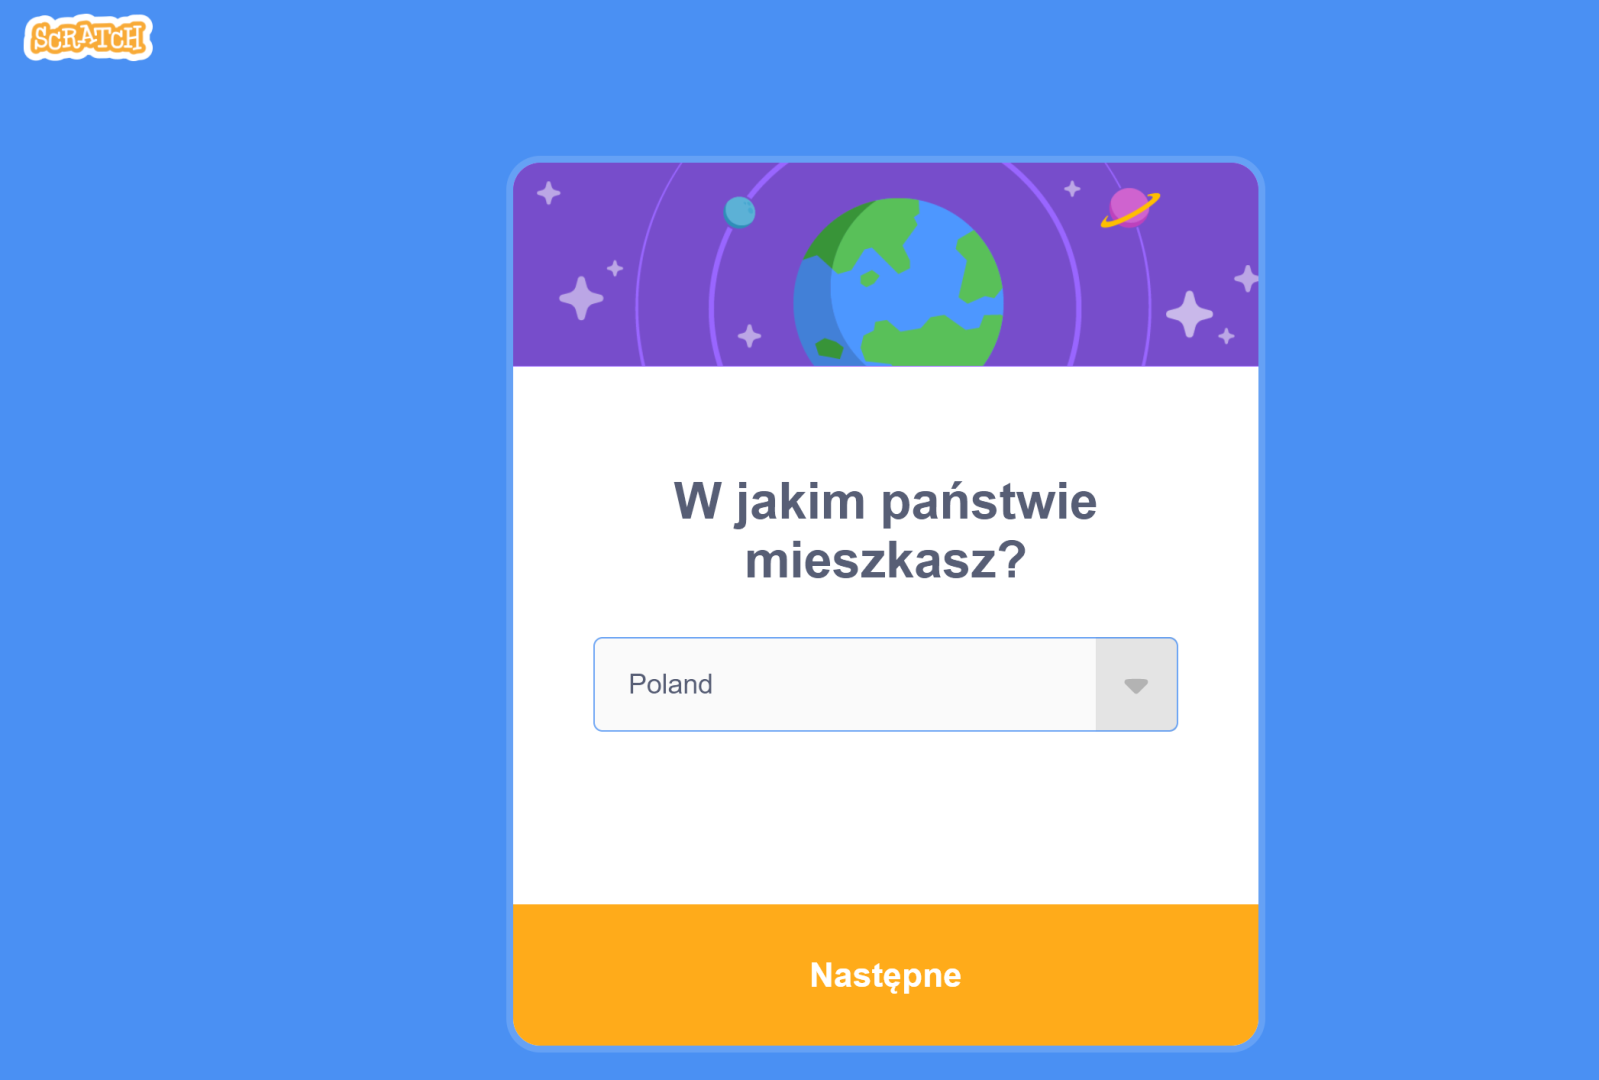 SCRATCH
W jakim państwie
mieszkasz?
Poland
Następne